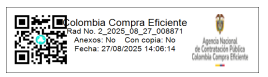 Colombia Compra Eficiente
Rad No. 2_2025_08_27_008871
Anexos: No Con copia: No
Fecha: 27/08/2025 14:06:14
Agencia Nacional
de Contratación Pública
Colombia Compra Eficiente